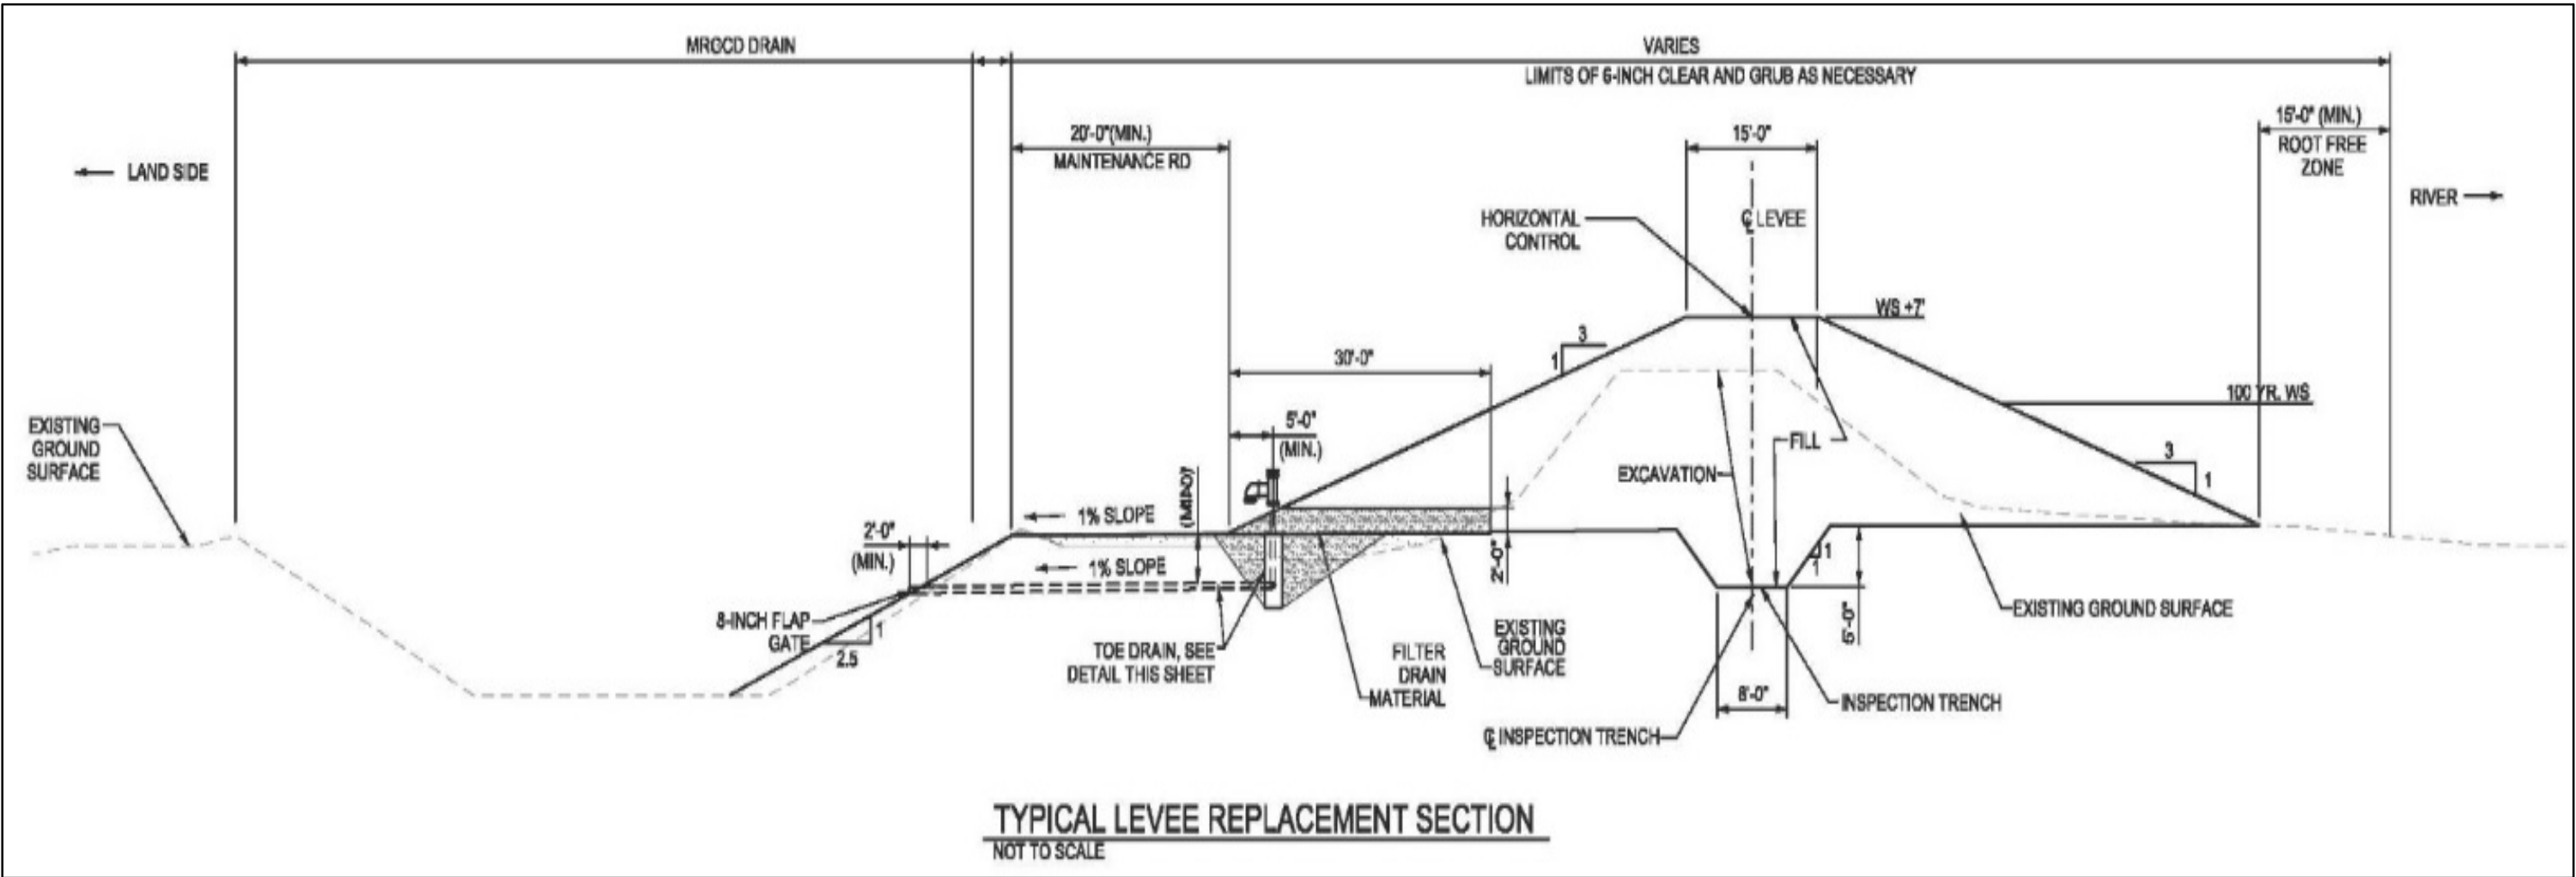 MRGCD DRAIN
VARIES
LIMITS OF 6-INCH CLEAR AND GRUB AS NECESSARY
20'-0"(MIN.)
MAINTENANCE RD
15'-0"
15'-0" (MIN.)
ROOT FREE
ZONE
LAND SIDE
RIVER
HORIZONTAL
CONTROL
℄ LEVEE
WS +7'
3
1
30'-0"
100 YR. WS
EXISTING
GROUND
SURFACE
5'-0"
(MIN.)
FILL
EXCAVATION
3
1
1% SLOPE
2'-0"
(MIN.)
1% SLOPE
2'-0"
1
1
8-INCH FLAP
GATE
1
2.5
TOE DRAIN, SEE
DETAIL THIS SHEET
FILTER
DRAIN
MATERIAL
EXISTING
GROUND
SURFACE
EXISTING GROUND SURFACE
INSPECTION TRENCH
℄ INSPECTION TRENCH
TYPICAL LEVEE REPLACEMENT SECTION
NOT TO SCALE